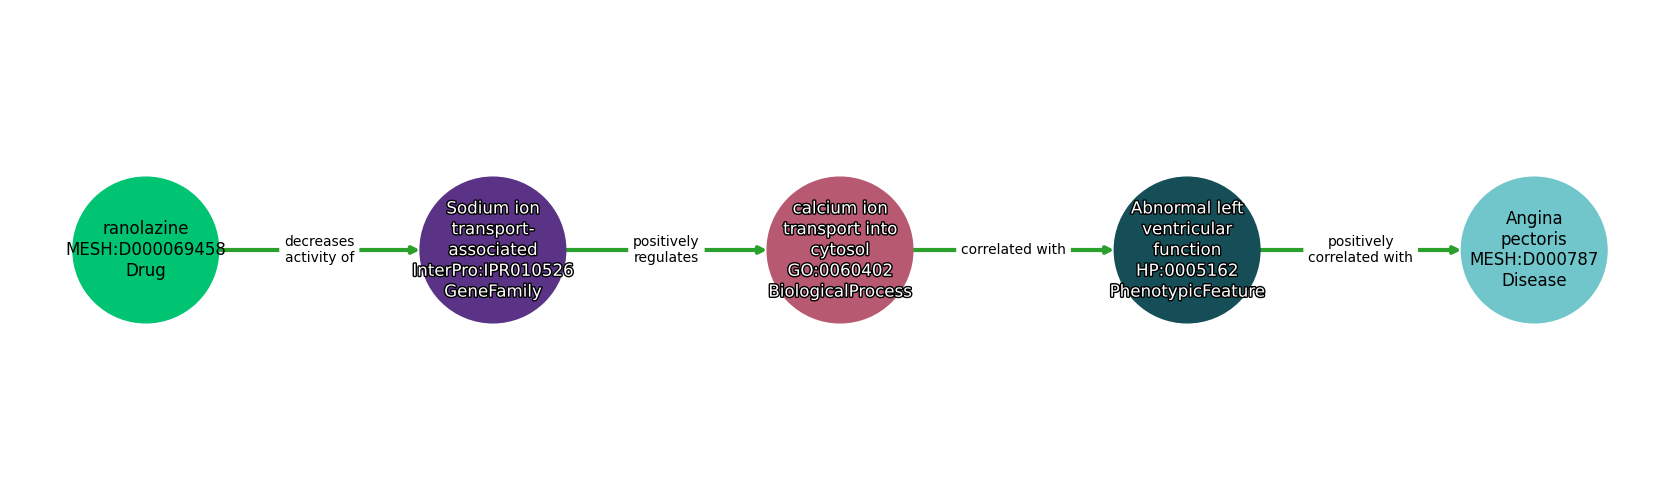 ranolazine
MESH:D000069458
Drug
decreases
activity of
Sodium ion
transport-
associated
InterPro:IPR010526
GeneFamily
positively
regulates
calcium ion
transport into
cytosol
GO:0060402
BiologicalProcess
correlated with
Abnormal left
ventricular
function
HP:0005162
PhenotypicFeature
positively
correlated with
Angina
pectoris
MESH:D000787
Disease